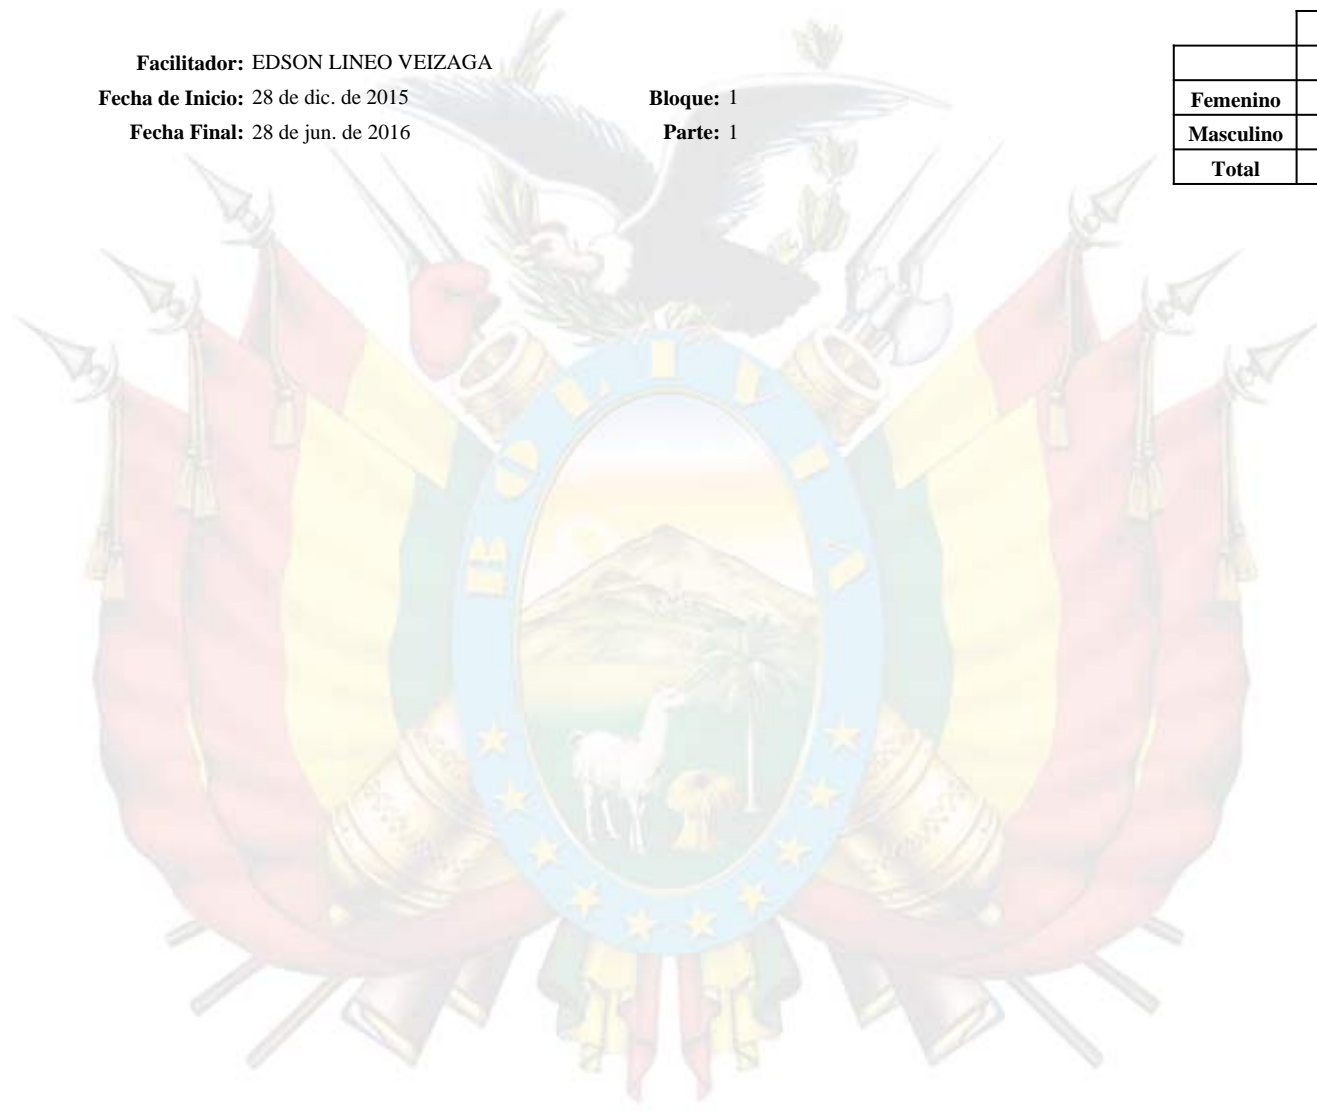 Facilitador: EDSON LINEO VEIZAGA
Fecha de Inicio: 28 de dic. de 2015 Bloque: 1
Fecha Final: 28 de jun. de 2016 Parte: 1
Femenino
Masculino
Total
BOLIVIA